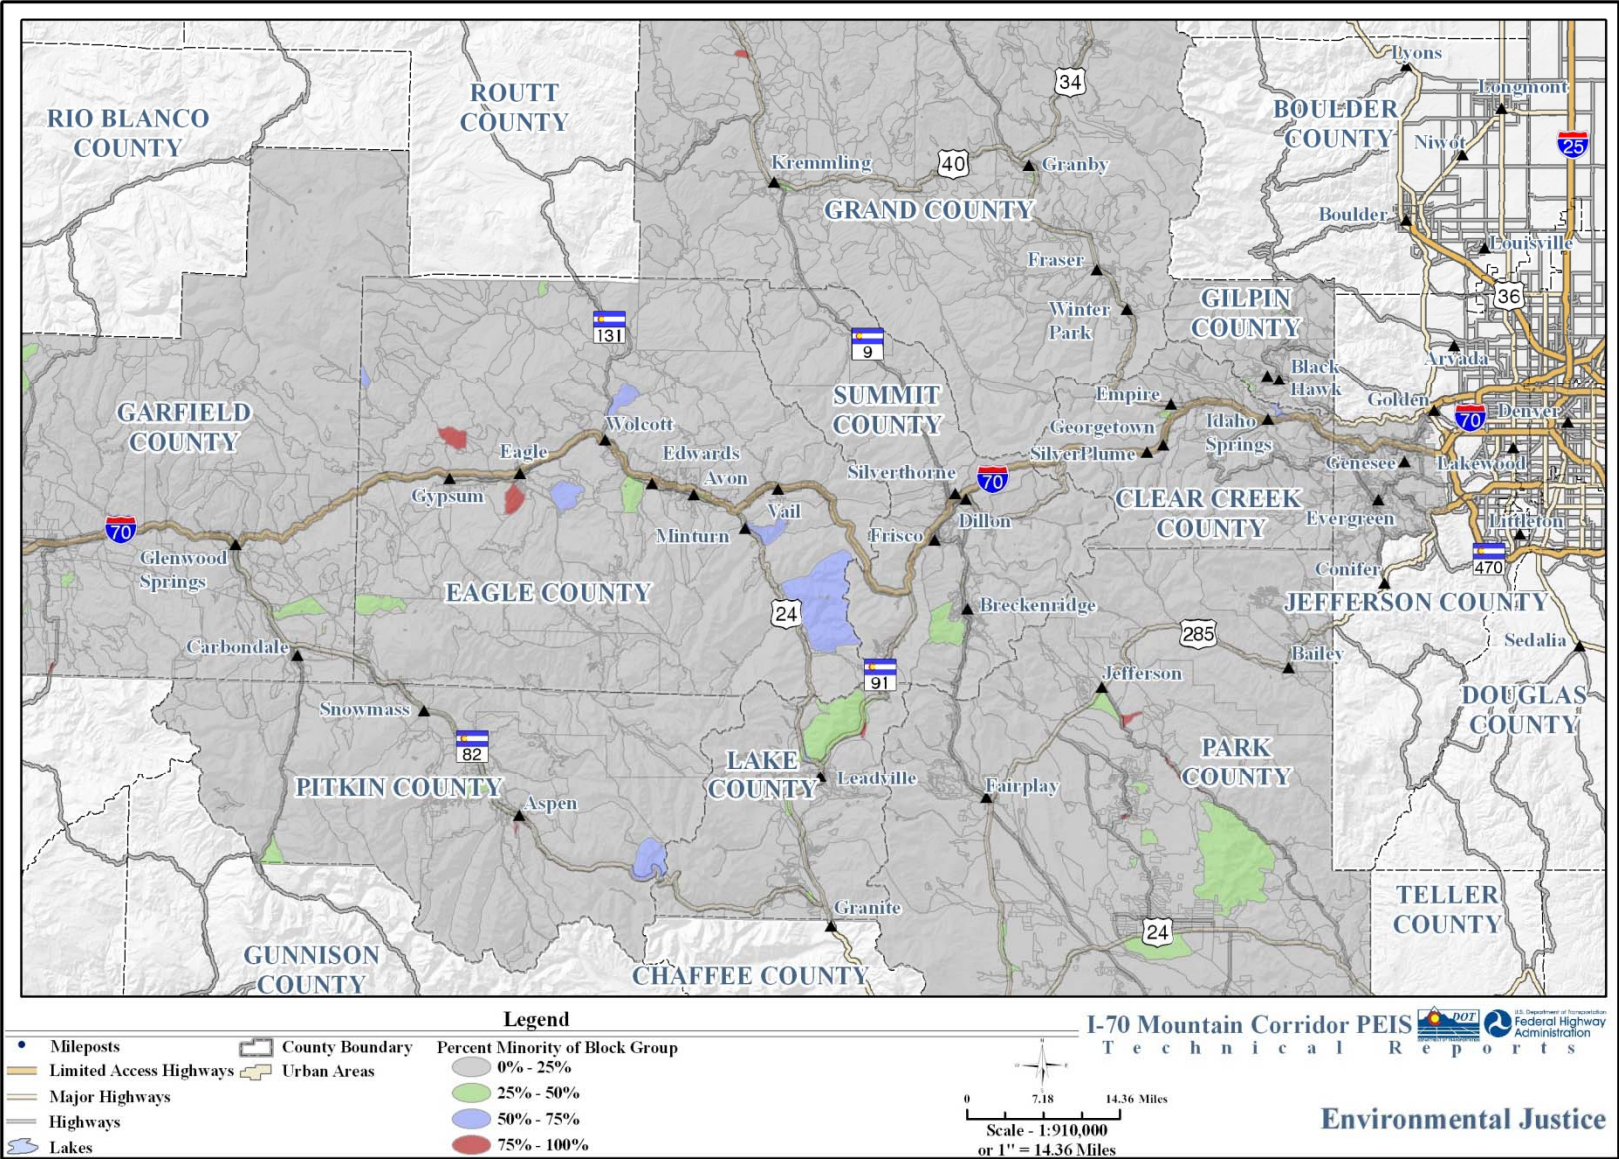 Lyons
34
ROUTT
COUNTY
Longmont
RIO BLANCO
COUNTY
BOULDER
COUNTY
Niwot
25
Kremmling
40
Granby
GRAND COUNTY
Boulder
Louisville
Fraser
36
GILPIN
COUNTY
Winter
Park
131
9
Arvada
Black
Hawk
SUMMIT
COUNTY
Empire
Golden
GARFIELD
COUNTY
70
Denver
Wolcott
Georgetown
Idaho
Springs
Eagle
Edwards
SilverPlume
Genesee
Lakewood
Avon
Silverthorne
70
Gypsum
CLEAR CREEK
COUNTY
Vail
Dillon
Evergreen
Littleton
70
Minturn
Frisco
Glenwood
Springs
Conifer
470
EAGLE COUNTY
24
Breckenridge
JEFFERSON COUNTY
285
Sedalia
Carbondale
Bailey
91
Jefferson
Snowmass
DOUGLAS
COUNTY
82
LAKE
COUNTY
PARK
COUNTY
PITKIN COUNTY
Leadville
Fairplay
Aspen
TELLER
COUNTY
Granite
24
GUNNISON
COUNTY
CHAFFEE COUNTY
Legend
Mileposts
Limited Access Highways
Major Highways
Highways
Lakes
County Boundary
Urban Areas
Percent Minority of Block Group
0% - 25%
25% - 50%
50% - 75%
75% - 100%
0 7.18 14.36 Miles
Scale - 1:910,000
or 1" = 14.36 Miles
I-70 Mountain Corridor PEIS
Technical Reports
DOT
U.S. Department of Transportation
Federal Highway
Administration
Environmental Justice